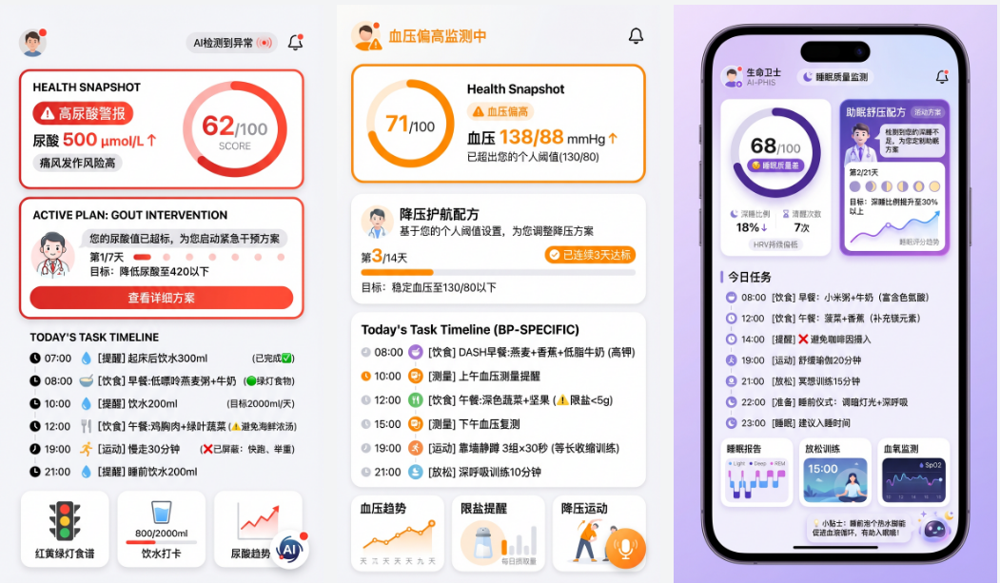 AI检测到异常
HEALTH SNAPSHOT
高尿酸警报
尿酸 500 μmol/L ↑
痛风发作风险高
62/100
SCORE
ACTIVE PLAN: GOUT INTERVENTION
您的尿酸值已超标，为您启动紧急干预方案
第1/7天
目标：降低尿酸至420以下
查看详细方案
TODAY'S TASK TIMELINE
07:00 [提醒] 起床后饮水300ml (已完成✅)
08:00 [饮食] 早餐:低嘌呤燕麦粥+牛奶 (🟢绿灯食物)
10:00 [提醒] 饮水200ml (目标2000ml/天)
12:00 [饮食] 午餐:鸡胸肉+绿叶蔬菜 (⚠️避免海鲜浓汤)
19:00 [运动] 慢走30分钟 (❌已屏蔽：快跑、举重)
21:00 [提醒] 睡前饮水200ml
红黄绿灯食谱
800/2000ml
饮水打卡
尿酸趋势
AI
血压偏高监测中
71/100
Health Snapshot
血压偏高
血压 138/88 mmHg ↑
已超出您的个人阈值(130/80)
降压护航配方
基于您的个人阈值设置，为您调整降压方案
第3/14天
已连续3天达标
目标：稳定血压至130/80以下
Today's Task Timeline (BP-SPECIFIC)
08:00 [饮食] DASH早餐:燕麦+香蕉+低脂牛奶 (高钾)
10:00 [测量] 上午血压测量提醒
12:00 [饮食] 午餐:深色蔬菜+坚果 (⚠️限盐<5g)
15:00 [测量] 下午血压复测
19:00 [运动] 靠墙静蹲 3组×30秒 (等长收缩训练)
21:00 [放松] 深呼吸训练10分钟
血压趋势
天 六 天 天 天 九 天
限盐提醒
每日摄取量
降压运动
生命卫士
AI-PHIS
睡眠质量监测
68/100
睡眠质量差
深睡比例
18%↓
清醒次数
7次
HRV持续偏低
助眠舒压配方
活动方案
检测到您的深睡不
足，为您定制助眠
方案
第2/21天
目标：深睡比例提升至30%
以上
睡眠评分趋势
今日任务
08:00 [饮食] 早餐：小米粥+牛奶（富含色氨酸）
12:00 [饮食] 午餐：菠菜+香蕉（补充镁元素）
14:00 [提醒] ❌ 避免咖啡因摄入
19:00 [运动] 舒缓瑜伽20分钟
21:00 [放松] 冥想训练15分钟
22:00 [准备] 睡前仪式：调暗灯光+深呼吸
23:00 [睡眠] 建议入睡时间
睡眠报告
Light Deep REM
放松训练
15:00
血氧监测
SpO2
小贴士：睡前泡个热水脚能
促进血液循环，有助入眠哦！